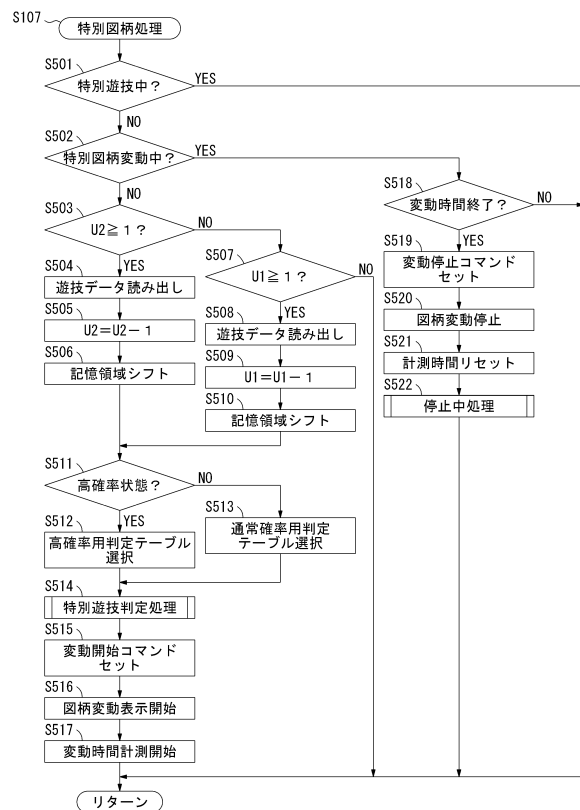 S107
特別図柄処理
S501
特別遊技中？
YES
NO
S502
特別図柄変動中？
YES
NO
S503
U2≧１？
NO
YES
S504
遊技データ読み出し
S505
U2＝U2－１
S506
記憶領域シフト
S507
U1≧１？
NO
YES
S508
遊技データ読み出し
S509
U1＝U1－１
S510
記憶領域シフト
S518
変動時間終了？
NO
YES
S519
変動停止コマンド
セット
S520
図柄変動停止
S521
計測時間リセット
S522
停止中処理
S511
高確率状態？
NO
YES
S512
高確率用判定テーブル
選択
S513
通常確率用判定
テーブル選択
S514
特別遊技判定処理
S515
変動開始コマンド
セット
S516
図柄変動表示開始
S517
変動時間計測開始
リターン